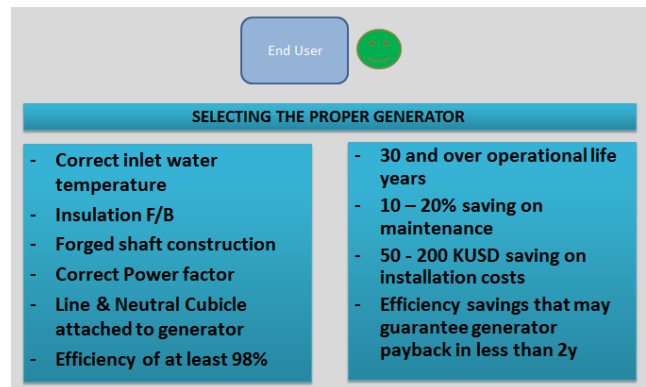 End User
SELECTING THE PROPER GENERATOR
- Correct inlet water
temperature
- Insulation F/B
- Forged shaft construction
- Correct Power factor
- Line & Neutral Cubicle
attached to generator
- Efficiency of at least 98%
- 30 and over operational life
years
- 10 – 20% saving on
maintenance
- 50 - 200 KUSD saving on
installation costs
- Efficiency savings that may
guarantee generator
payback in less than 2y